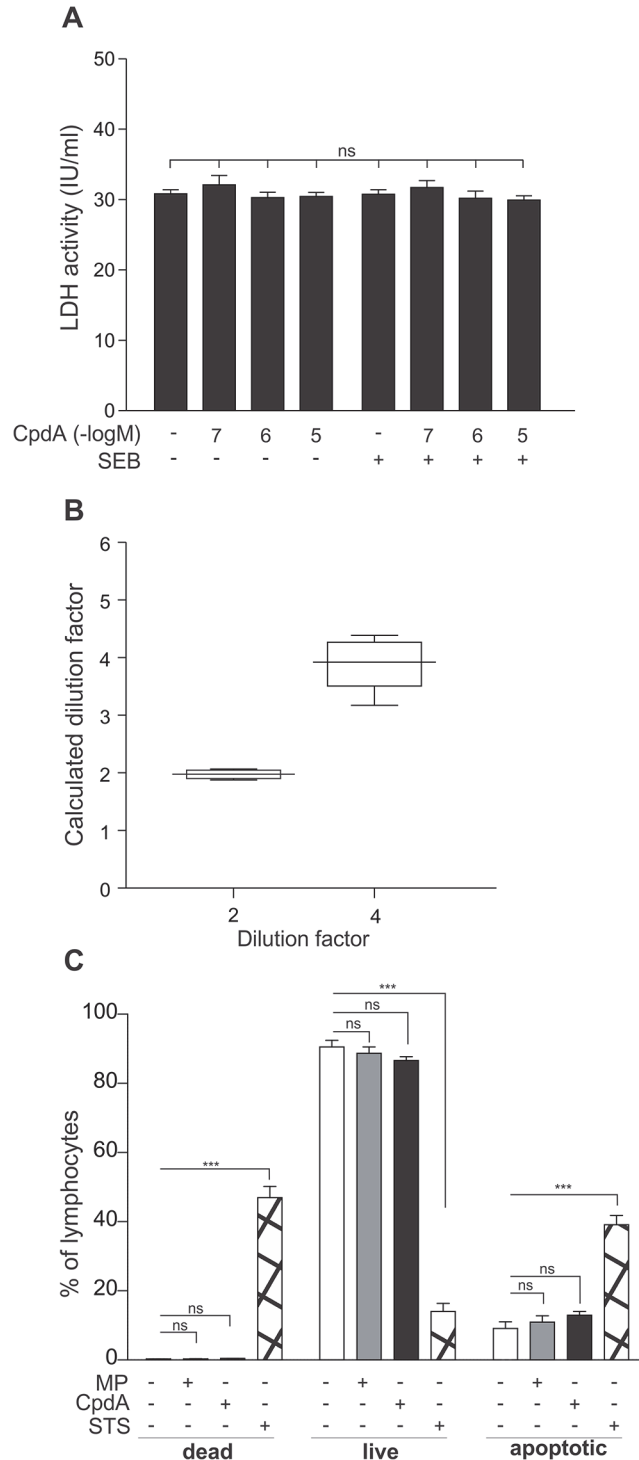 A
50
40
30
20
10
0
LDH activity (IU/ml)
ns
CpdA (-logM) - 7 6 5 - 7 6 5
SEB - - - - + + + +
B
6
5
4
3
2
1
0
Calculated dilution factor
2 4
Dilution factor
C
100
80
60
40
20
0
% of lymphocytes
***
ns
ns
***
ns
ns
***
ns
ns
MP - + - - - + - - - + - -
CpdA - - + - - - + - - - + -
STS - - - + - - - + - - - +
dead live apoptotic